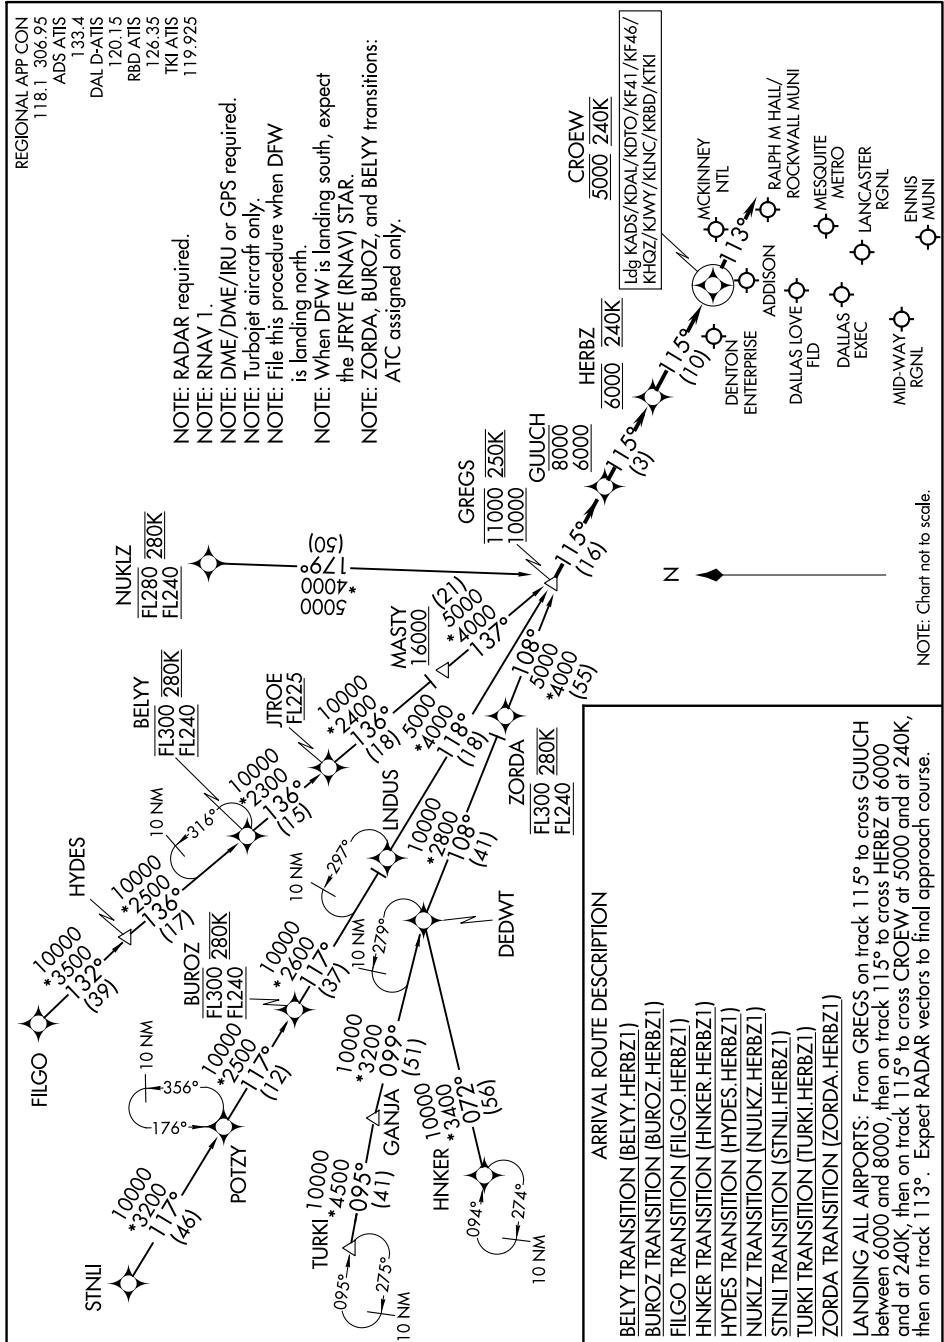 REGIONAL APP CON
118.1 306.95
ADS ATIS
133.4
DAL D-ATIS
120.15
RBD ATIS
126.35
TKI ATIS
119.925
NOTE: RADAR required.
NOTE: RNAV 1.
NOTE: DME/DME/IRU or GPS required.
NOTE: Turbojet aircraft only.
NOTE: File this procedure when DFW
is landing north.
NOTE: When DFW is landing south, expect
the JFRYE (RNAV) STAR.
NOTE: ZORDA, BUROZ, and BELYY transitions:
ATC assigned only.
FILGO
10000
*3500
132°
(39)
HYDES
10000
*2500
136°
(17)
BELYY
FL300 280K
FL240
10 NM
316°
10000
*2300
136°
(15)
JTROE
FL225
10000
*2400
136°
(18)
MASTY
16000
(21)
5000
*4000
137°
NUKLZ
FL280 280K
FL240
5000
*4000
179°
(50)
STNLI
10000
*3200
117°
(46)
POTZY
10 NM
356°
176°
10000
*2500
117°
(12)
BUROZ
FL300 280K
FL240
10000
*2600
117°
(37)
LNDUS
10 NM
297°
5000
*4000
118°
(18)
TURKI
095°
275°
10 NM
10000
*4500
095°
(41)
GANJA
10000
*3200
099°
(51)
HNKER
094°
274°
10 NM
10000
*3400
072°
(56)
DEDWT
10 NM
279°
10000
*2800
108°
(41)
ZORDA
FL300 280K
FL240
108°
5000
*4000
(55)
GREGS
11000 250K
10000
115°
(16)
GUUCH
8000
6000
115°
(3)
HERBZ
6000 240K
115°
(10)
CROEW
5000 240K
Ldg KADS/KDAL/KDTO/KF41/KF46/
KHQZ/KJWY/KLNC/KRBD/KTKI
113°
MCKINNEY
NTL
RALPH M HALL/
ROCKWALL MUNI
ADDISON
DENTON
ENTERPRISE
MESQUITE
METRO
DALLAS LOVE
FLD
LANCASTER
RGNL
DALLAS
EXEC
ENNIS
MUNI
MID-WAY
RGNL
N
NOTE: Chart not to scale.
ARRIVAL ROUTE DESCRIPTION
BELYY TRANSITION (BELYY.HERBZ1)
BUROZ TRANSITION (BUROZ.HERBZ1)
FILGO TRANSITION (FILGO.HERBZ1)
HNKER TRANSITION (HNKER.HERBZ1)
HYDES TRANSITION (HYDES.HERBZ1)
NUKLZ TRANSITION (NULKZ.HERBZ1)
STNLI TRANSITION (STNLI.HERBZ1)
TURKI TRANSITION (TURKI.HERBZ1)
ZORDA TRANSITION (ZORDA.HERBZ1)
LANDING ALL AIRPORTS: From GREGS on track 115° to cross GUUCH
between 6000 and 8000, then on track 115° to cross HERBZ at 6000
and at 240K, then on track 115° to cross CROEW at 5000 and at 240K,
then on track 113°. Expect RADAR vectors to final approach course.